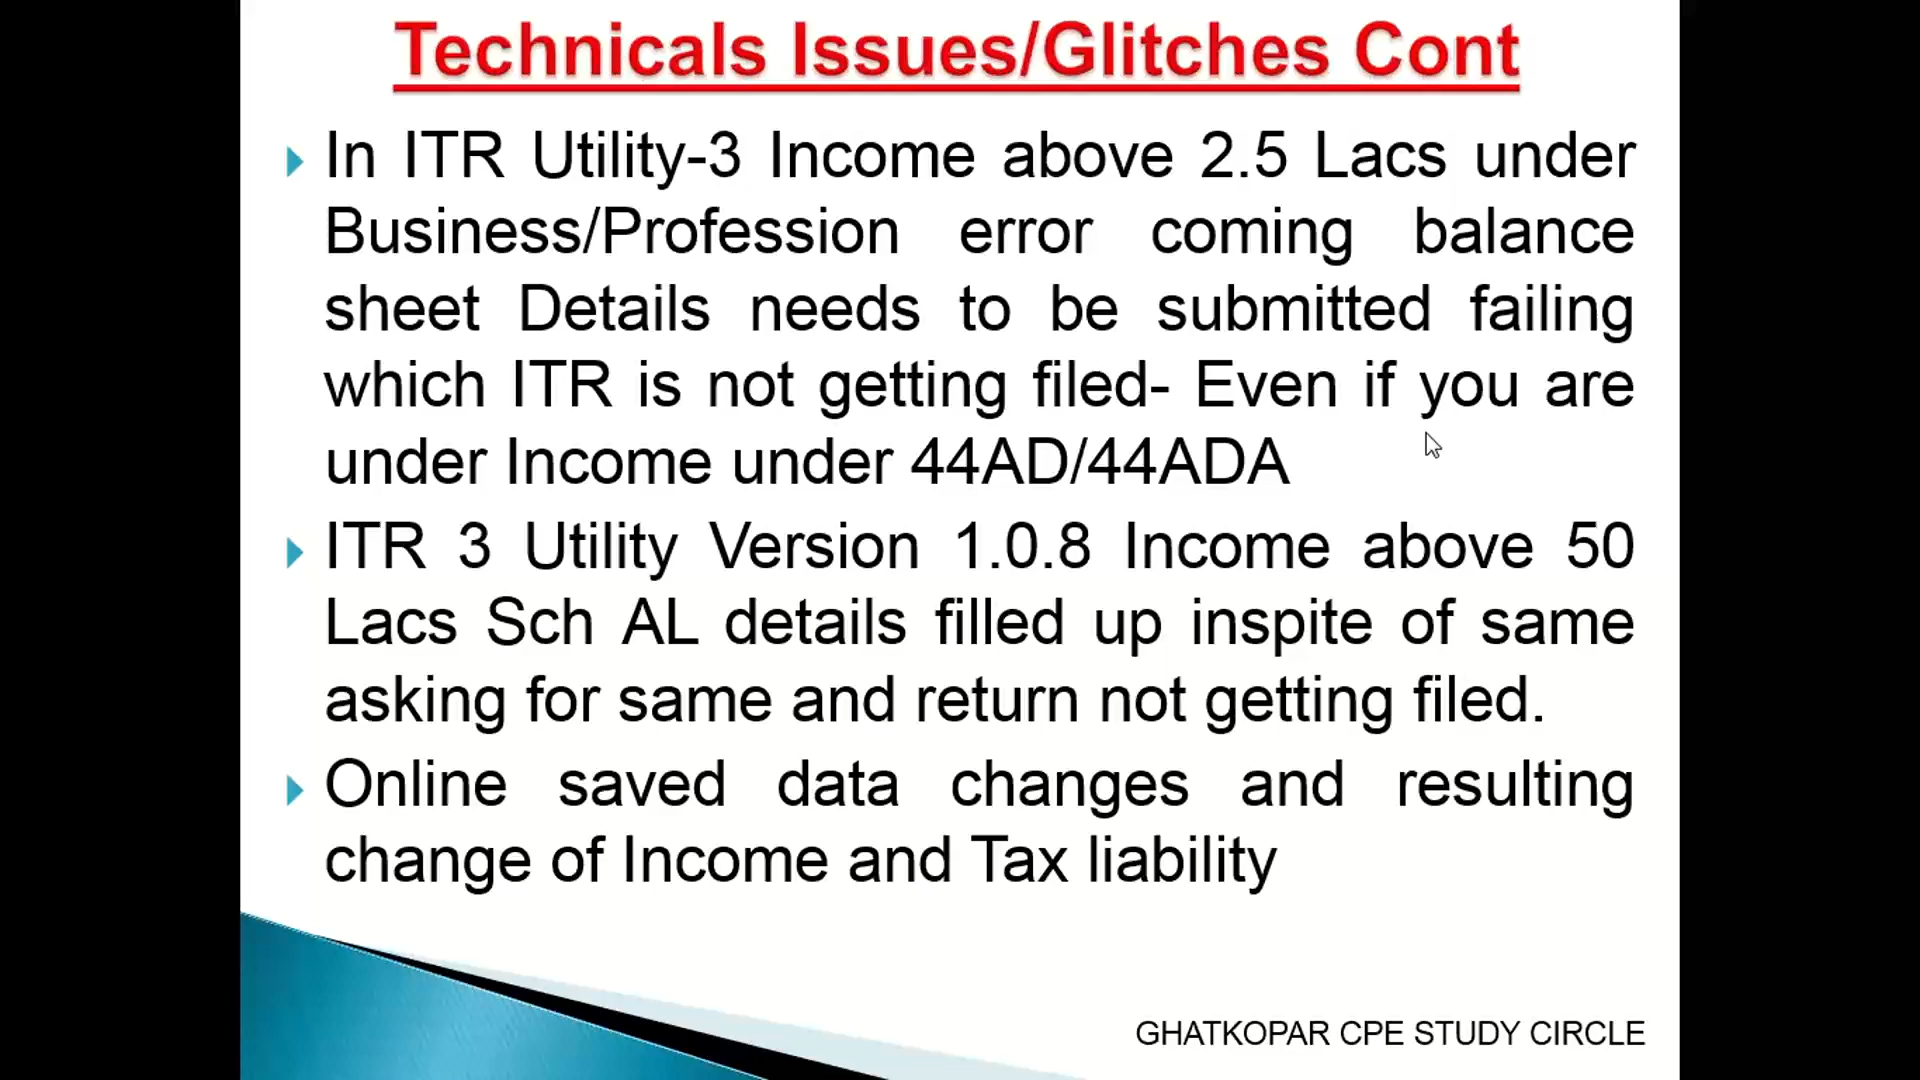 Technicals Issues/Glitches Cont
In ITR Utility-3 Income above 2.5 Lacs under
Business/Profession error coming balance
sheet Details needs to be submitted failing
which ITR is not getting filed- Even if you are
under Income under 44AD/44ADA
ITR 3 Utility Version 1.0.8 Income above 50
Lacs Sch AL details filled up inspite of same
asking for same and return not getting filed.
Online saved data changes and resulting
change of Income and Tax liability
GHATKOPAR CPE STUDY CIRCLE